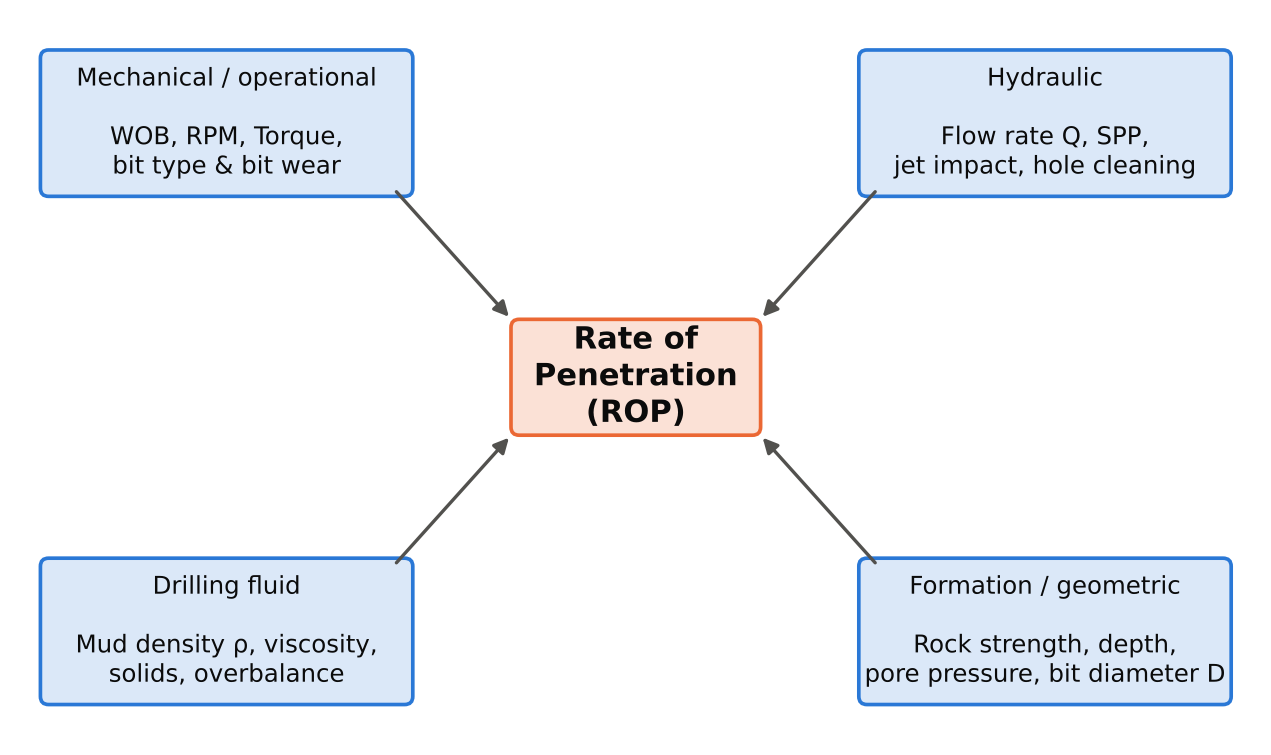 Mechanical / operational
WOB, RPM, Torque,
bit type & bit wear
Hydraulic
Flow rate Q, SPP,
jet impact, hole cleaning
Rate of
Penetration
(ROP)
Drilling fluid
Mud density ρ, viscosity,
solids, overbalance
Formation / geometric
Rock strength, depth,
pore pressure, bit diameter D